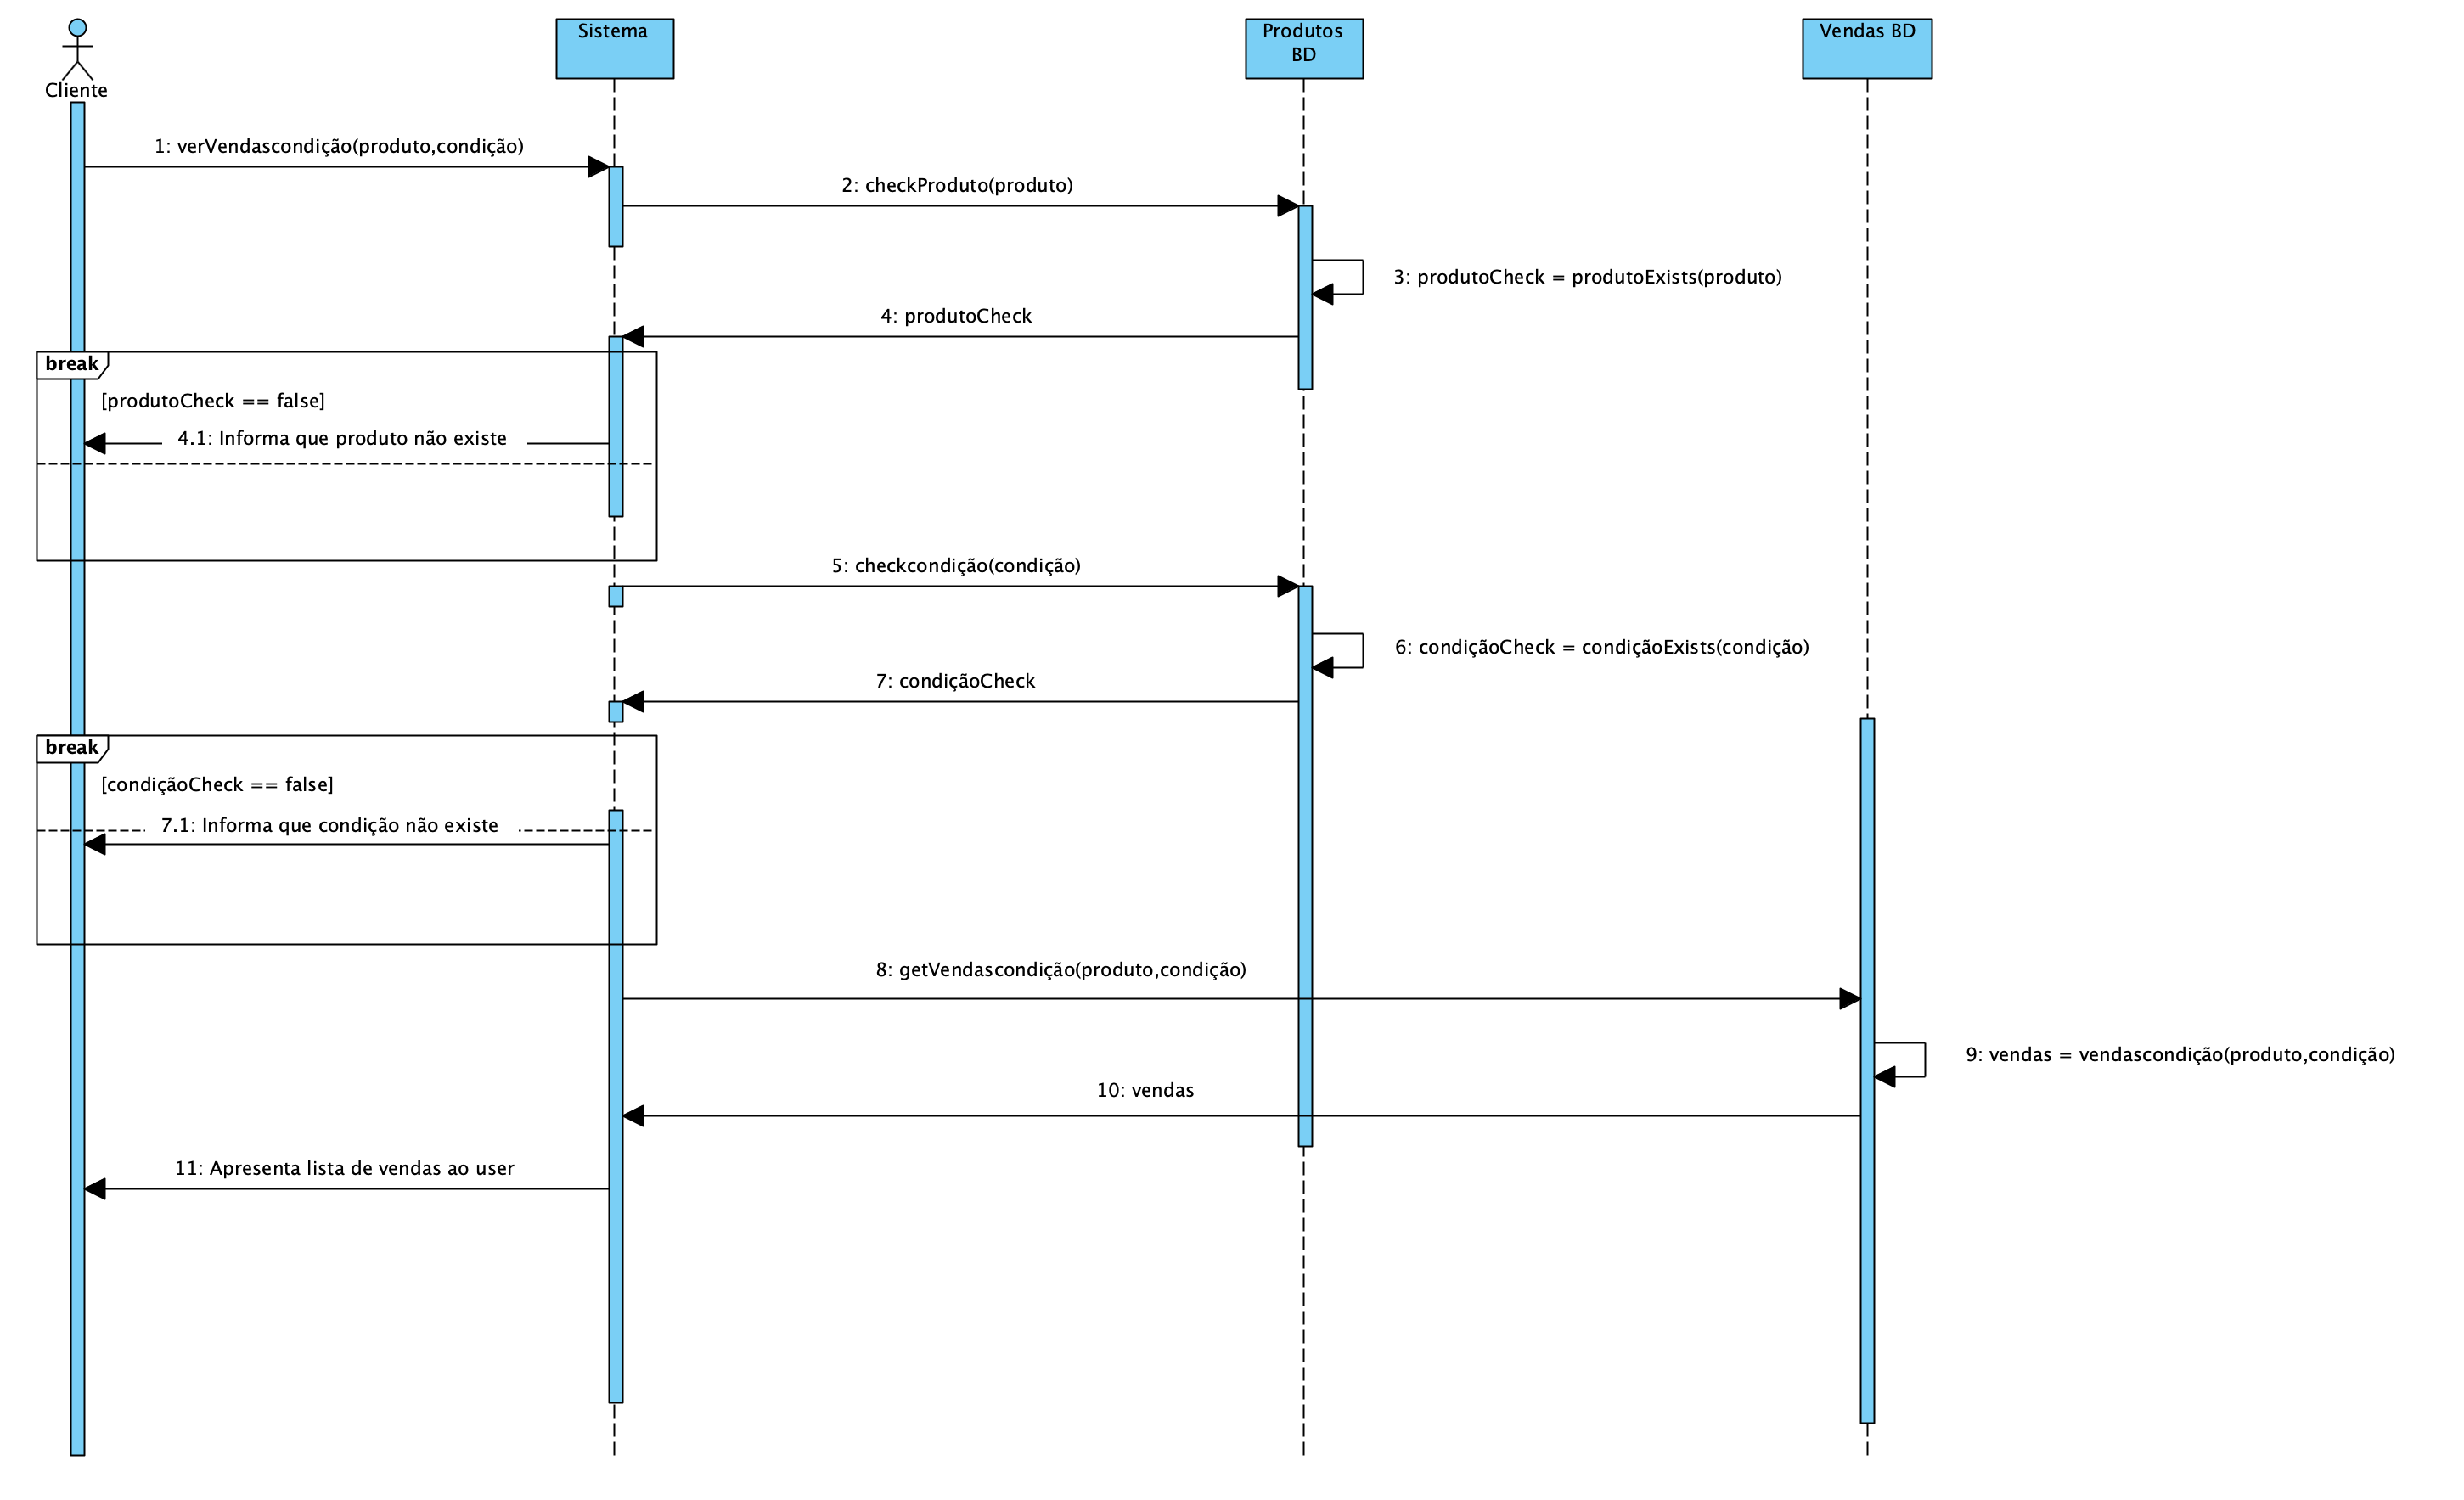 Cliente
Sistema
Produtos
BD
Vendas BD
1: verVendascondição(produto,condição)
2: checkProduto(produto)
3: produtoCheck = produtoExists(produto)
4: produtoCheck
break
[produtoCheck == false]
4.1: Informa que produto não existe
5: checkcondição(condição)
6: condiçãoCheck = condiçãoExists(condição)
7: condiçãoCheck
break
[condiçãoCheck == false]
7.1: Informa que condição não existe
8: getVendascondição(produto,condição)
9: vendas = vendascondição(produto,condição)
10: vendas
11: Apresenta lista de vendas ao user